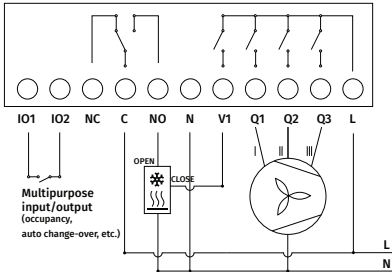 IO1 IO2 NC C NO N V1 Q1 Q2 Q3 L
OPEN
CLOSE
I II III
Multipurpose
input/output
(occupancy,
auto change-over, etc.)
L
N